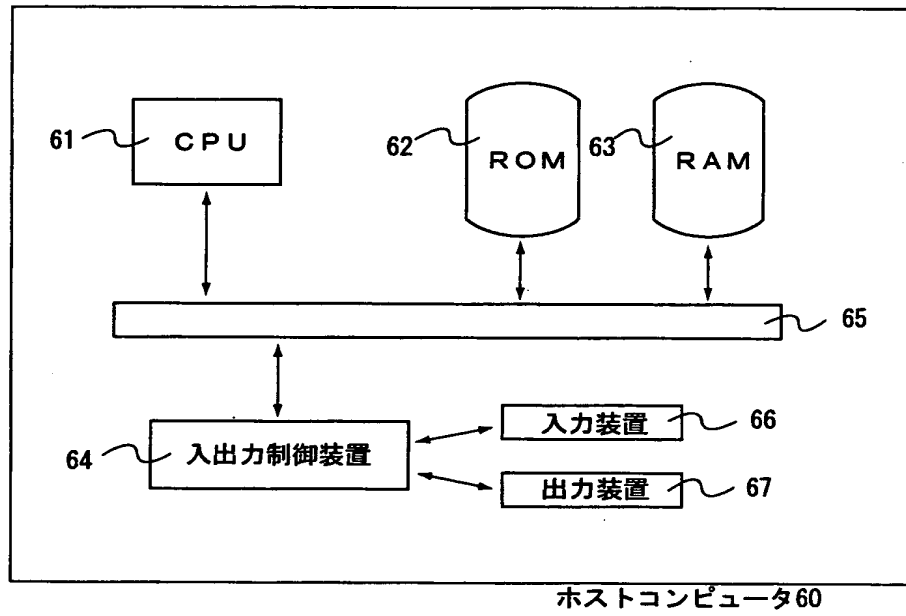 61
CPU
62
ROM
63
RAM
65
64
入出力制御装置
入力装置
66
出力装置
67
ホストコンピュータ60